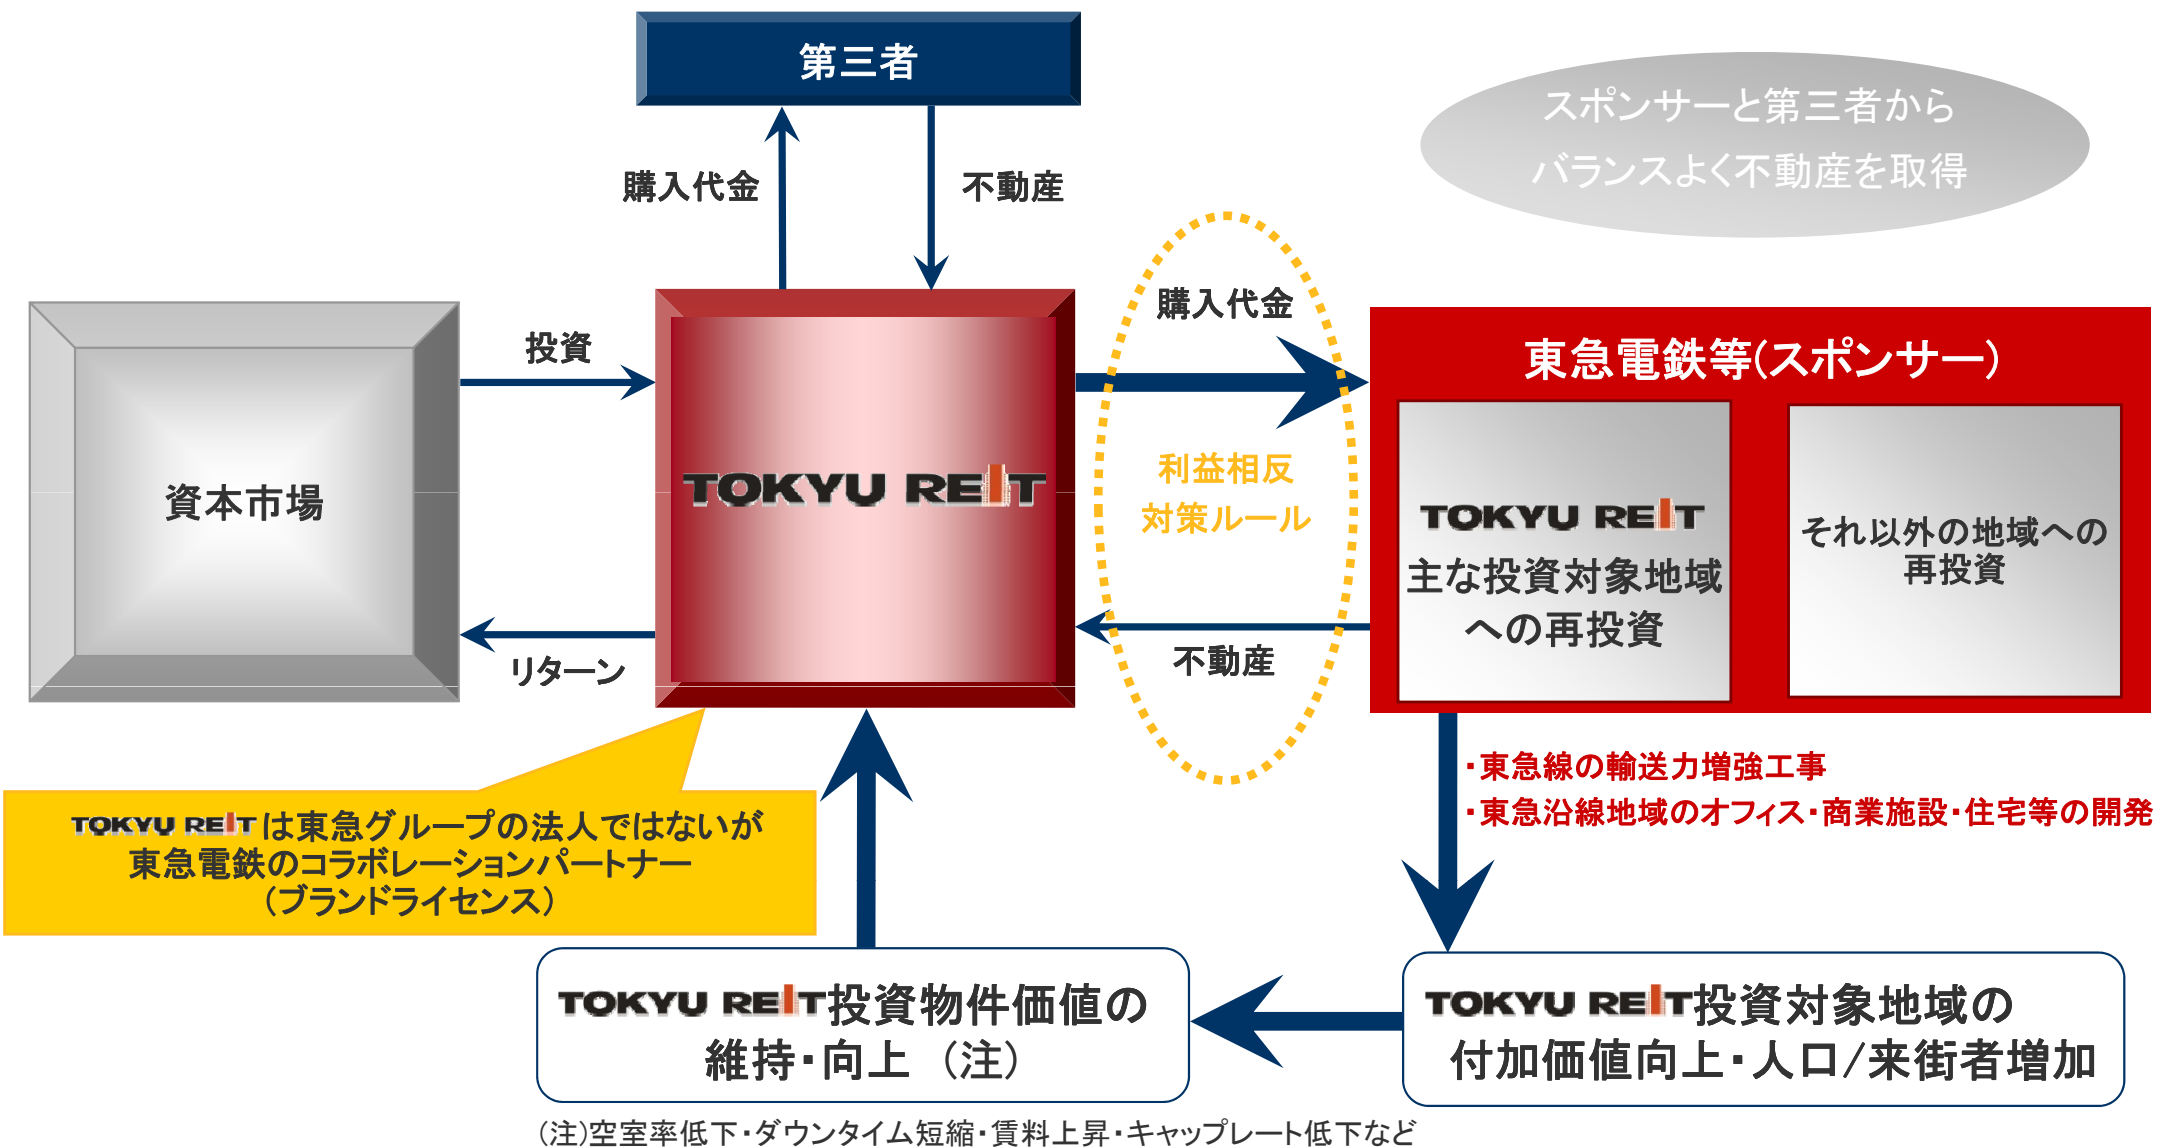 第三者
スポンサーと第三者から
バランスよく不動産を取得
購入代金
不動産
購入代金
投資
東急電鉄等(スポンサー)
資本市場
TOKYU REIT
利益相反
対策ルール
TOKYU REIT
主な投資対象地域
への再投資
それ以外の地域への
再投資
リターン
不動産
・東急線の輸送力増強工事
・東急沿線地域のオフィス・商業施設・住宅等の開発
TOKYU REITは東急グループの法人ではないが
東急電鉄のコラボレーションパートナー
(ブランドライセンス)
TOKYU REIT投資物件価値の
維持・向上 (注)
TOKYU REIT投資対象地域の
付加価値向上・人口/来街者増加
(注)空室率低下・ダウンタイム短縮・賃料上昇・キャップレート低下など